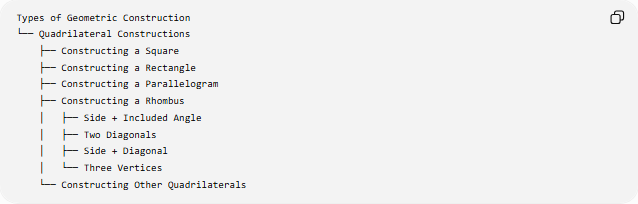 Types of Geometric Construction
└── Quadrilateral Constructions
    ├── Constructing a Square
    ├── Constructing a Rectangle
    ├── Constructing a Parallelogram
    ├── Constructing a Rhombus
    │   ├── Side + Included Angle
    │   ├── Two Diagonals
    │   ├── Side + Diagonal
    │   └── Three Vertices
    └── Constructing Other Quadrilaterals